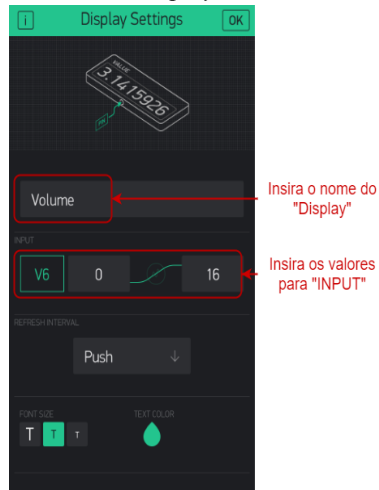 i Display Settings OK
VALUE
3.1415926
PIN
Volume
Insira o nome do
"Display"
INPUT
V6 0 16
Insira os valores
para "INPUT"
REFRESH INTERVAL
Push ↓
FONT SIZE TEXT COLOR
T T T